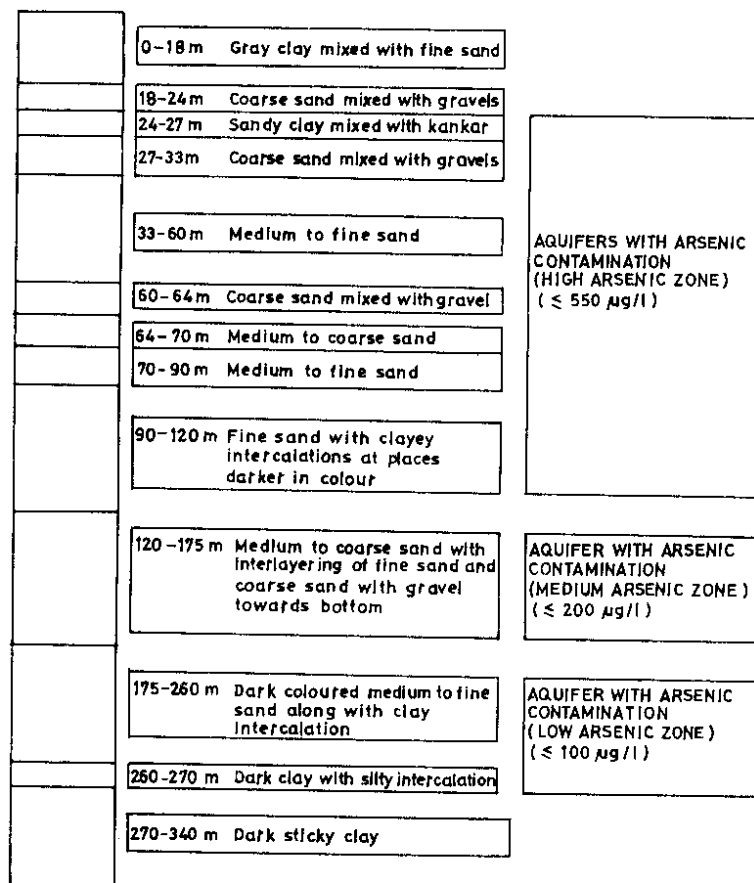 0-18 m Gray clay mixed with fine sand
18-24 m Coarse sand mixed with gravels
24-27 m Sandy clay mixed with kankar
27-33m Coarse sand mixed with gravels
33-60 m Medium to fine sand
60-64 m Coarse sand mixed with gravel
64-70 m Medium to coarse sand
70-90 m Medium to fine sand
90-120 m Fine sand with clayey
intercalations at places
darker in colour
AQUIFERS WITH ARSENIC
CONTAMINATION
(HIGH ARSENIC ZONE)
(≤ 550 µg/l)
120-175 m Medium to coarse sand with
interlayering of fine sand and
coarse sand with gravel
towards bottom
AQUIFER WITH ARSENIC
CONTAMINATION
(MEDIUM ARSENIC ZONE)
(≤ 200 µg/l)
175-260 m Dark coloured medium to fine
sand along with clay
intercalation
260-270 m Dark clay with silty intercalation
AQUIFER WITH ARSENIC
CONTAMINATION
(LOW ARSENIC ZONE)
(≤ 100 µg/l)
270-340 m Dark sticky clay